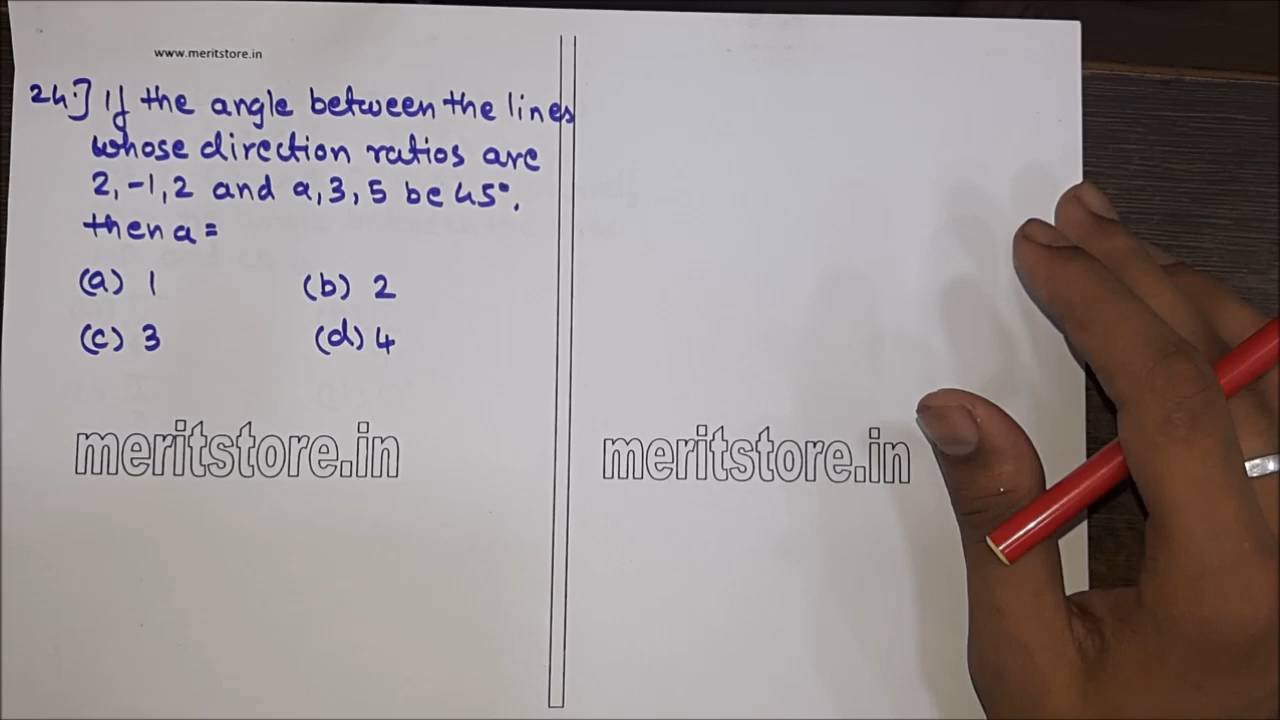 www.meritstore.in
24.] If the angle between the lines
whose direction ratios are
2, -1, 2 and a, 3, 5 be 45°,
then a =
(a) 1 (b) 2
(c) 3 (d) 4
meritstore.in meritstore.in